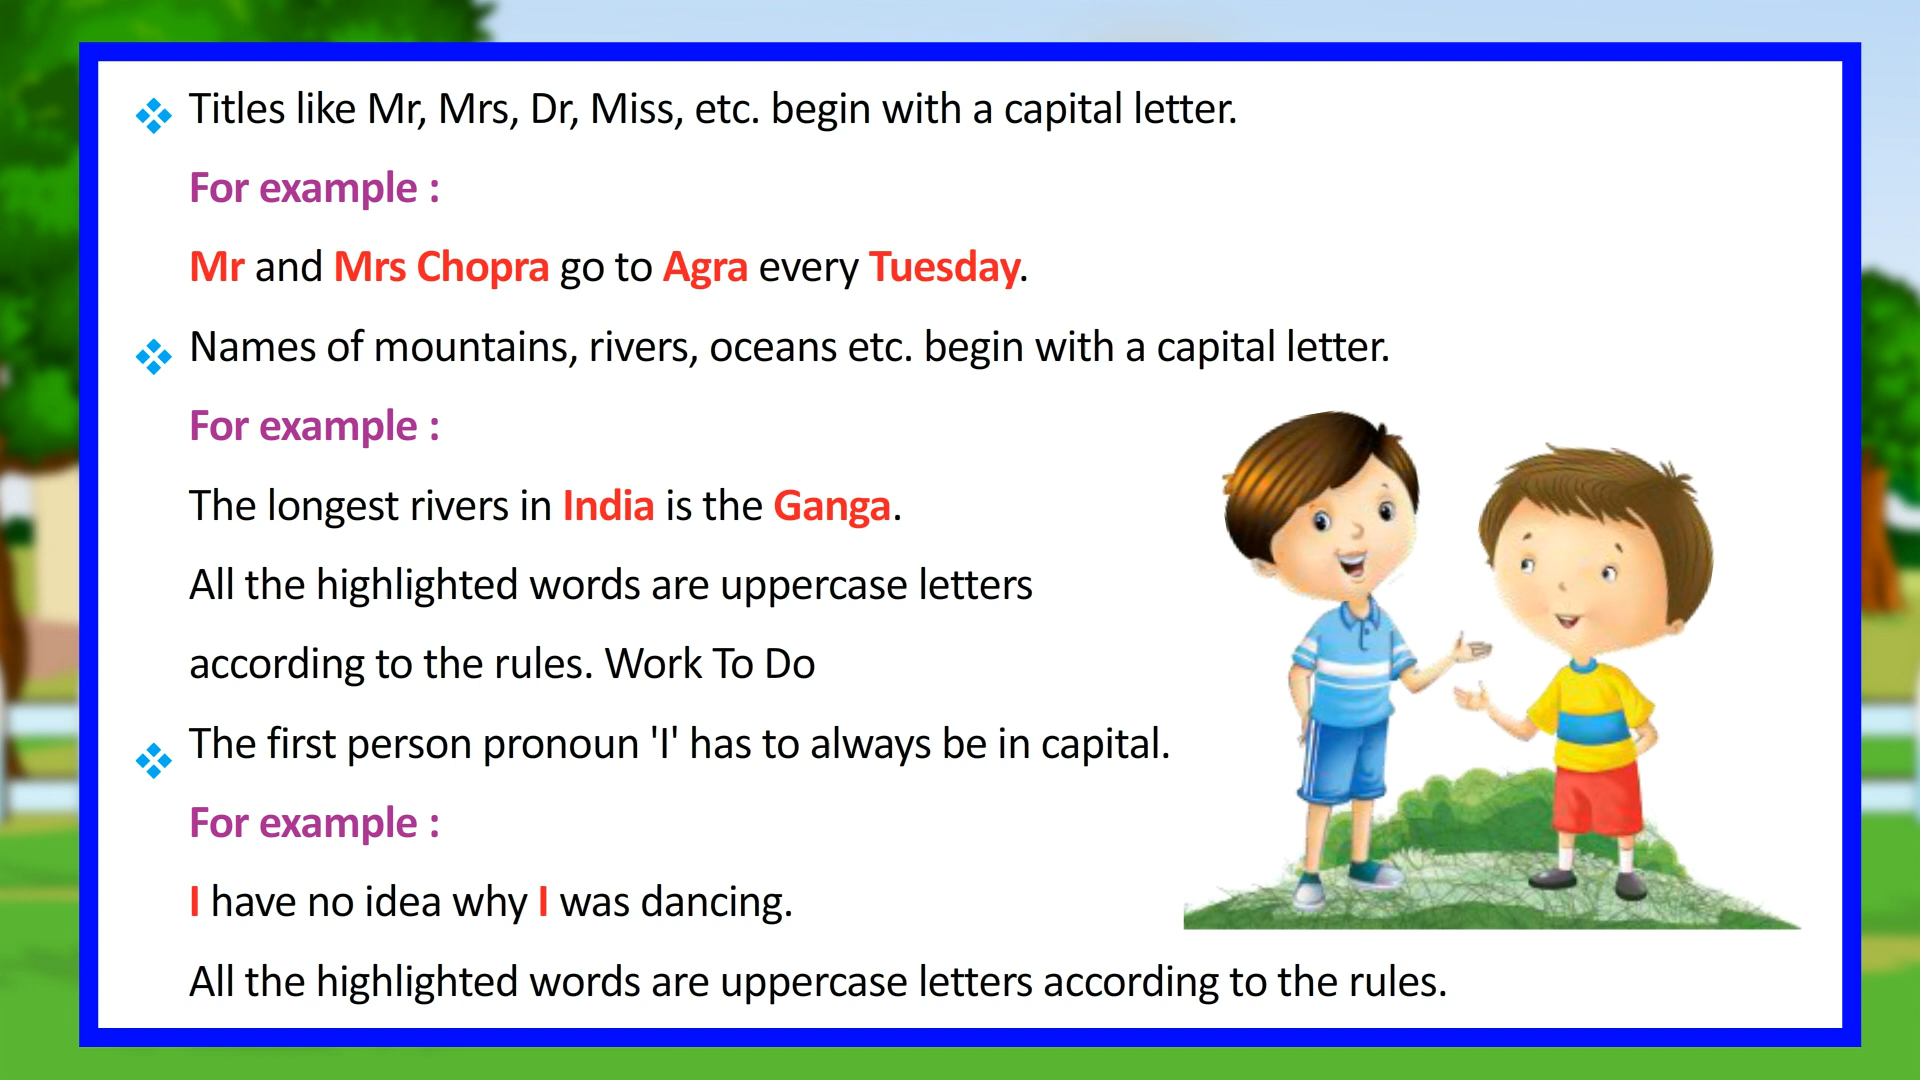 Titles like Mr, Mrs, Dr, Miss, etc. begin with a capital letter.
For example :
Mr and Mrs Chopra go to Agra every Tuesday.
Names of mountains, rivers, oceans etc. begin with a capital letter.
For example :
The longest rivers in India is the Ganga.
All the highlighted words are uppercase letters
according to the rules. Work To Do
The first person pronoun 'I' has to always be in capital.
For example :
I have no idea why I was dancing.
All the highlighted words are uppercase letters according to the rules.